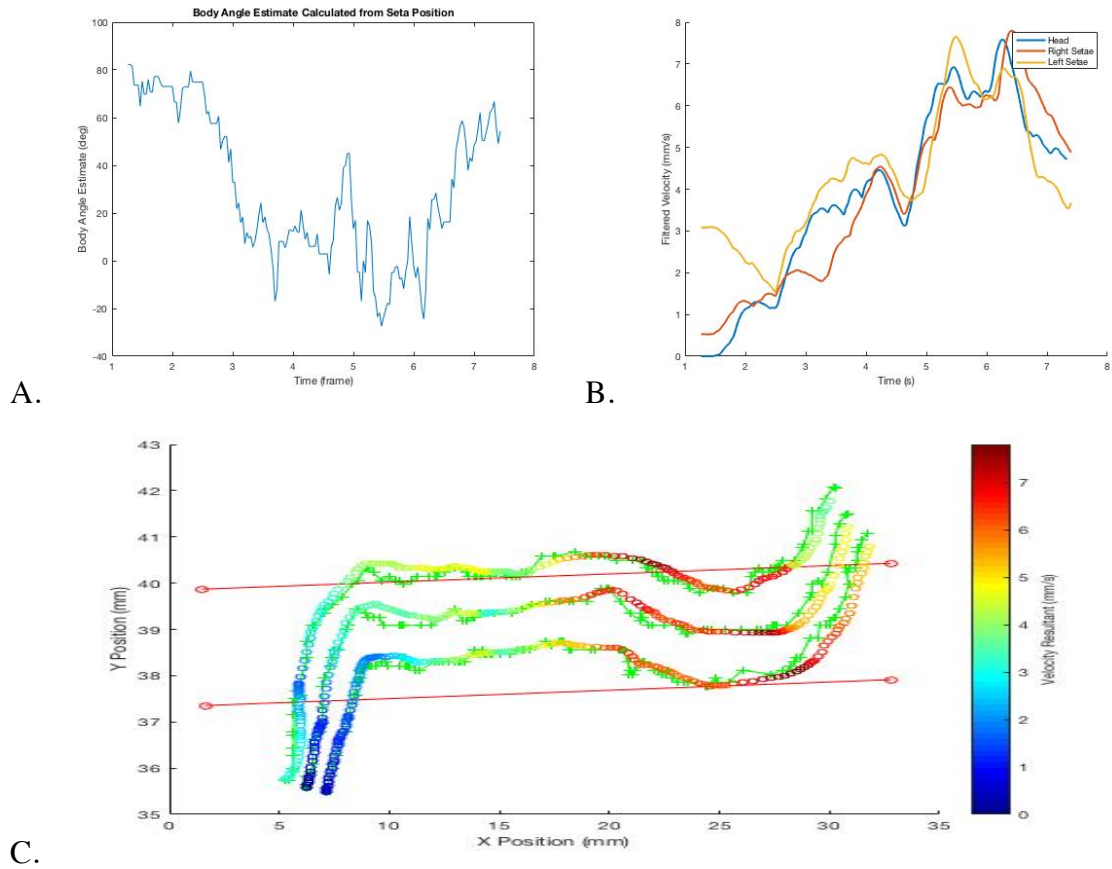 Body Angle Estimate Calculated from Seta Position
100
80
60
40
20
0
-20
-40
Body Angle Estimate (deg)
1 2 3 4 5 6 7 8
Time (frame)
A.
8
7
6
5
4
3
2
1
0
Filtered Velocity (mm/s)
Head
Right Setae
Left Setae
1 2 3 4 5 6 7 8
Time (s)
B.
43
42
41
40
39
38
37
36
35
Y Position (mm)
0 5 10 15 20 25 30 35
X Position (mm)
7
6
5
4
3
2
1
0
Velocity Resultant (mm/s)
C.